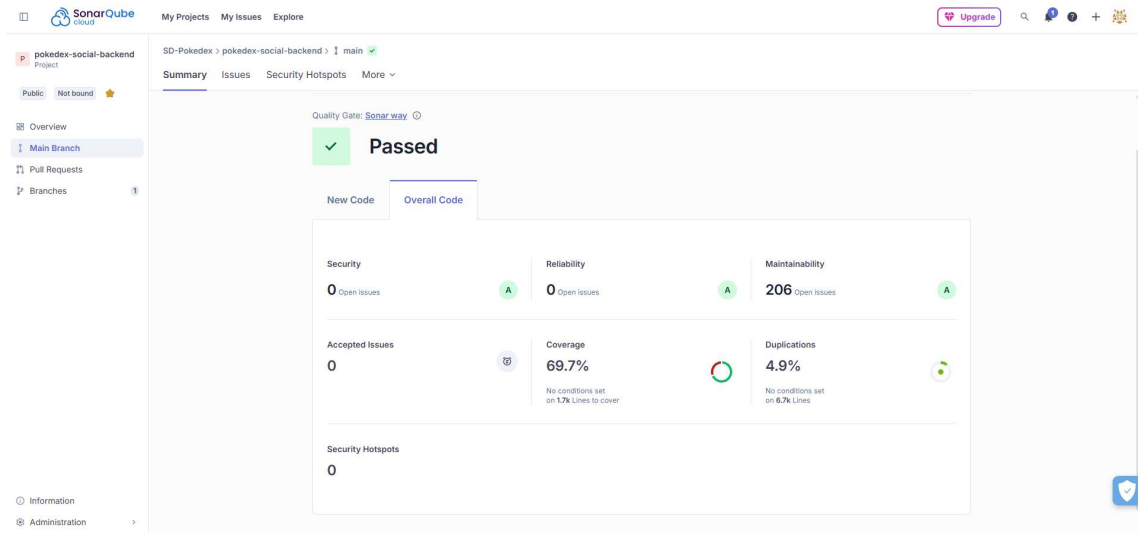 SonarQube
cloud
My Projects My Issues Explore
Upgrade
1
P pokedex-social-backend
Project
Public Not bound
Overview
Main Branch
Pull Requests
Branches 1
Information
Administration
SD-Pokedex > pokedex-social-backend > main
Summary Issues Security Hotspots More
Quality Gate: Sonar way
Passed
New Code Overall Code
Security Reliability Maintainability
0 Open issues A 0 Open issues A 206 Open issues A
Accepted Issues Coverage Duplications
0 69.7% 4.9%
No conditions set No conditions set
on 1.7k Lines to cover on 6.7k Lines
Security Hotspots
0